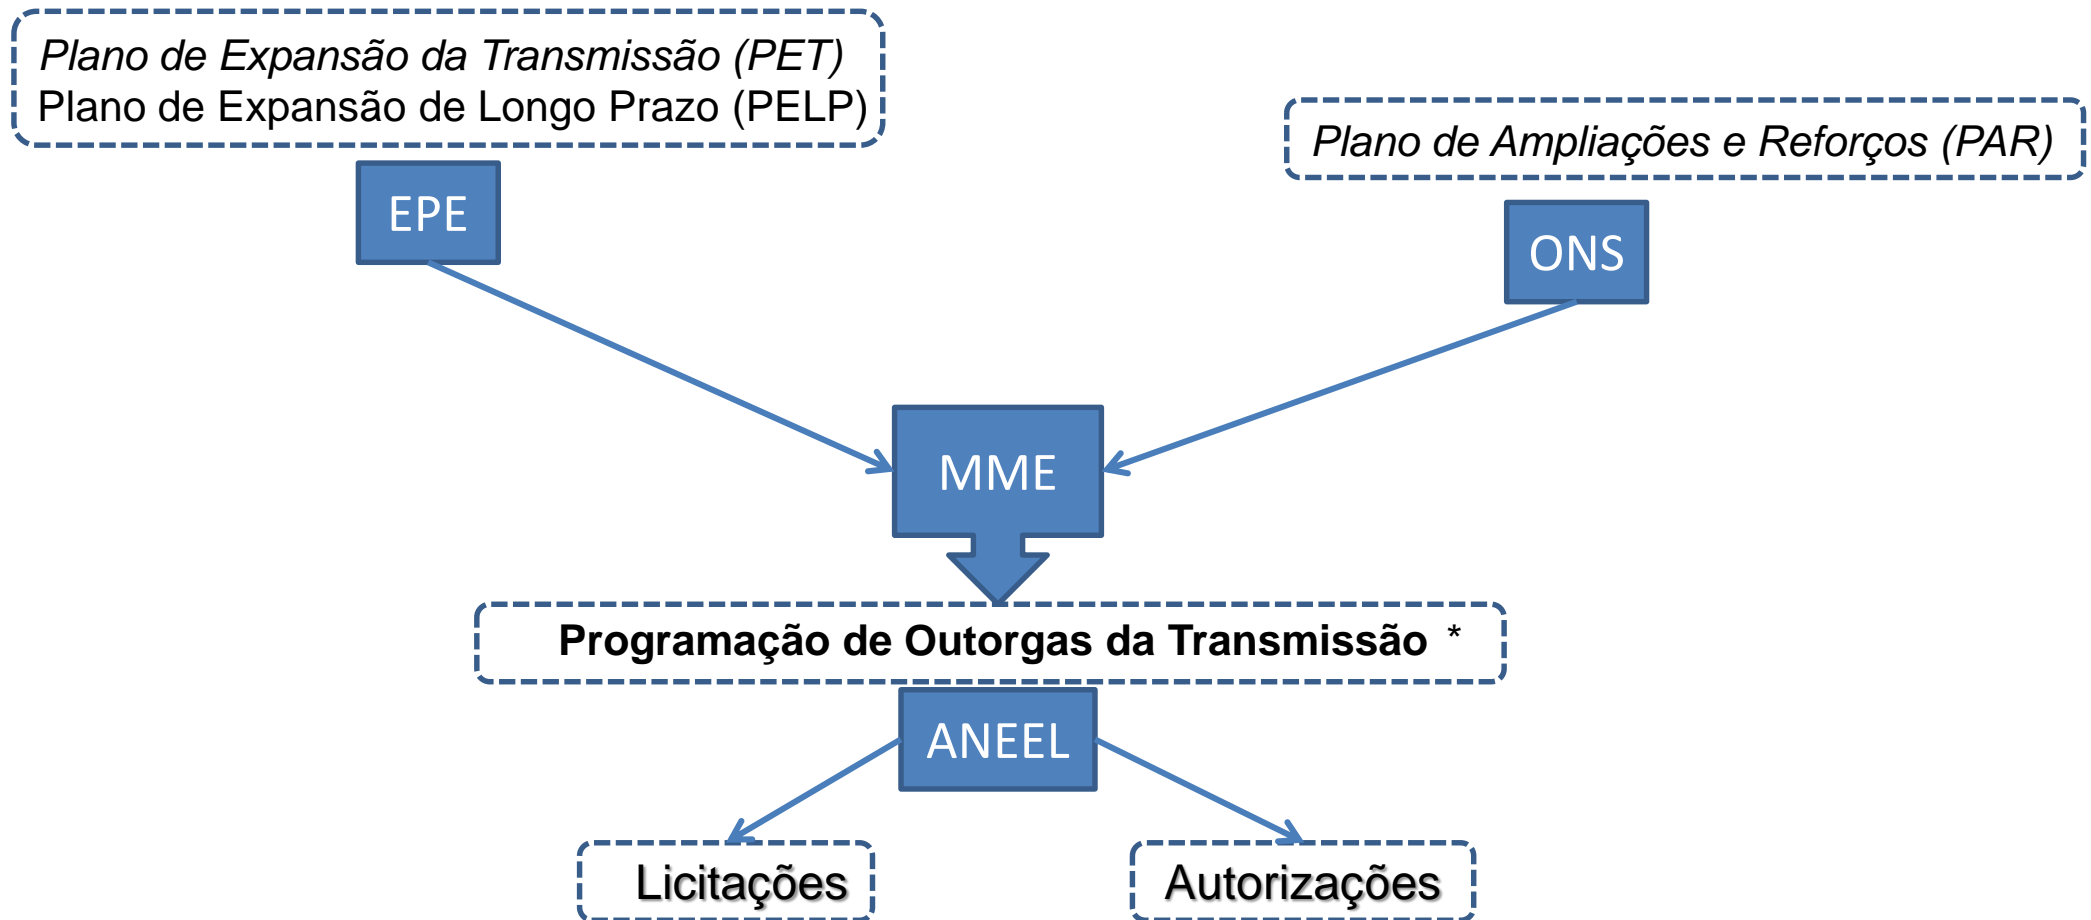 Plano de Expansão da Transmissão (PET)
Plano de Expansão de Longo Prazo (PELP)
Plano de Ampliações e Reforços (PAR)
EPE
ONS
MME
Programação de Outorgas da Transmissão *
ANEEL
Licitações
Autorizações